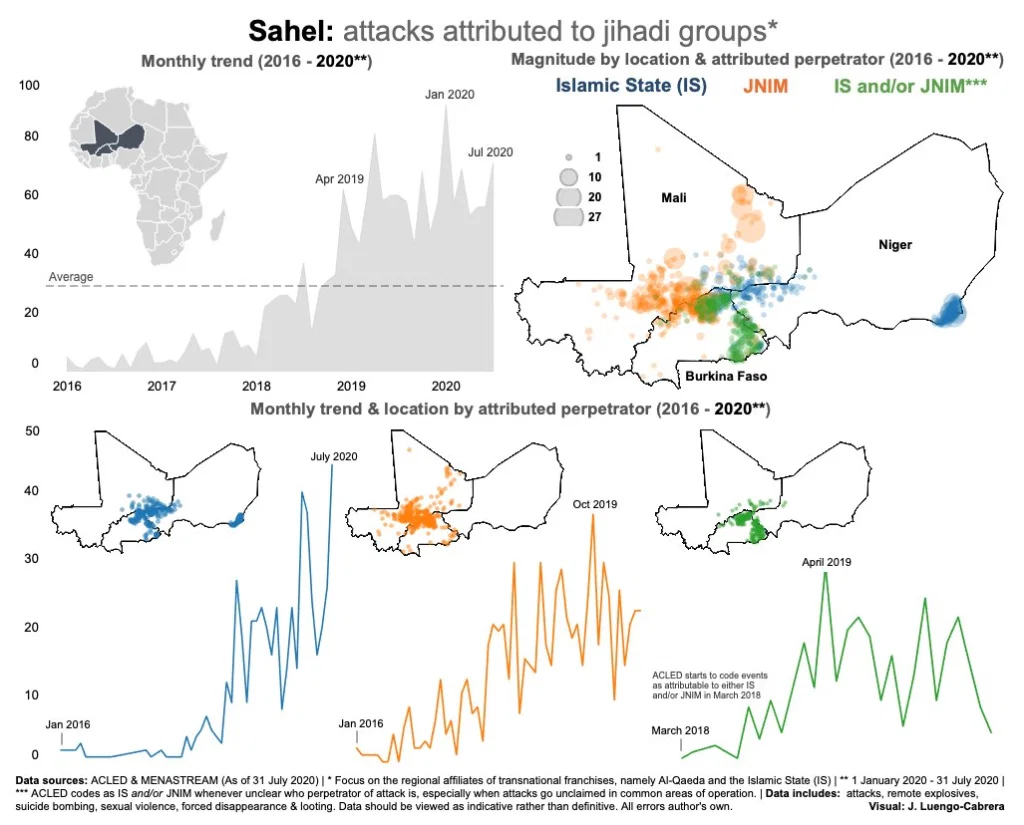 Sahel: attacks attributed to jihadi groups*
Monthly trend (2016 - 2020**)
100
80
60
40
20
0
Jan 2020
Jul 2020
Apr 2019
Average
2016
2017
2018
2019
2020
Magnitude by location & attributed perpetrator (2016 - 2020**)
Islamic State (IS) JNIM IS and/or JNIM***
1
10
20
27
Mali
Niger
Burkina Faso
Monthly trend & location by attributed perpetrator (2016 - 2020**)
50
40
30
20
10
0
July 2020
Jan 2016
Oct 2019
Jan 2016
April 2019
ACLED starts to code events
as attributable to either IS
and/or JNIM in March 2018
March 2018
Data sources: ACLED & MENASTREAM (As of 31 July 2020) | * Focus on the regional affiliates of transnational franchises, namely Al-Qaeda and the Islamic State (IS) | ** 1 January 2020 - 31 July 2020 |
*** ACLED codes as IS and/or JNIM whenever unclear who perpetrator of attack is, especially when attacks go unclaimed in common areas of operation. | Data includes: attacks, remote explosives,
suicide bombing, sexual violence, forced disappearance & looting. Data should be viewed as indicative rather than definitive. All errors author's own.
Visual: J. Luengo-Cabrera